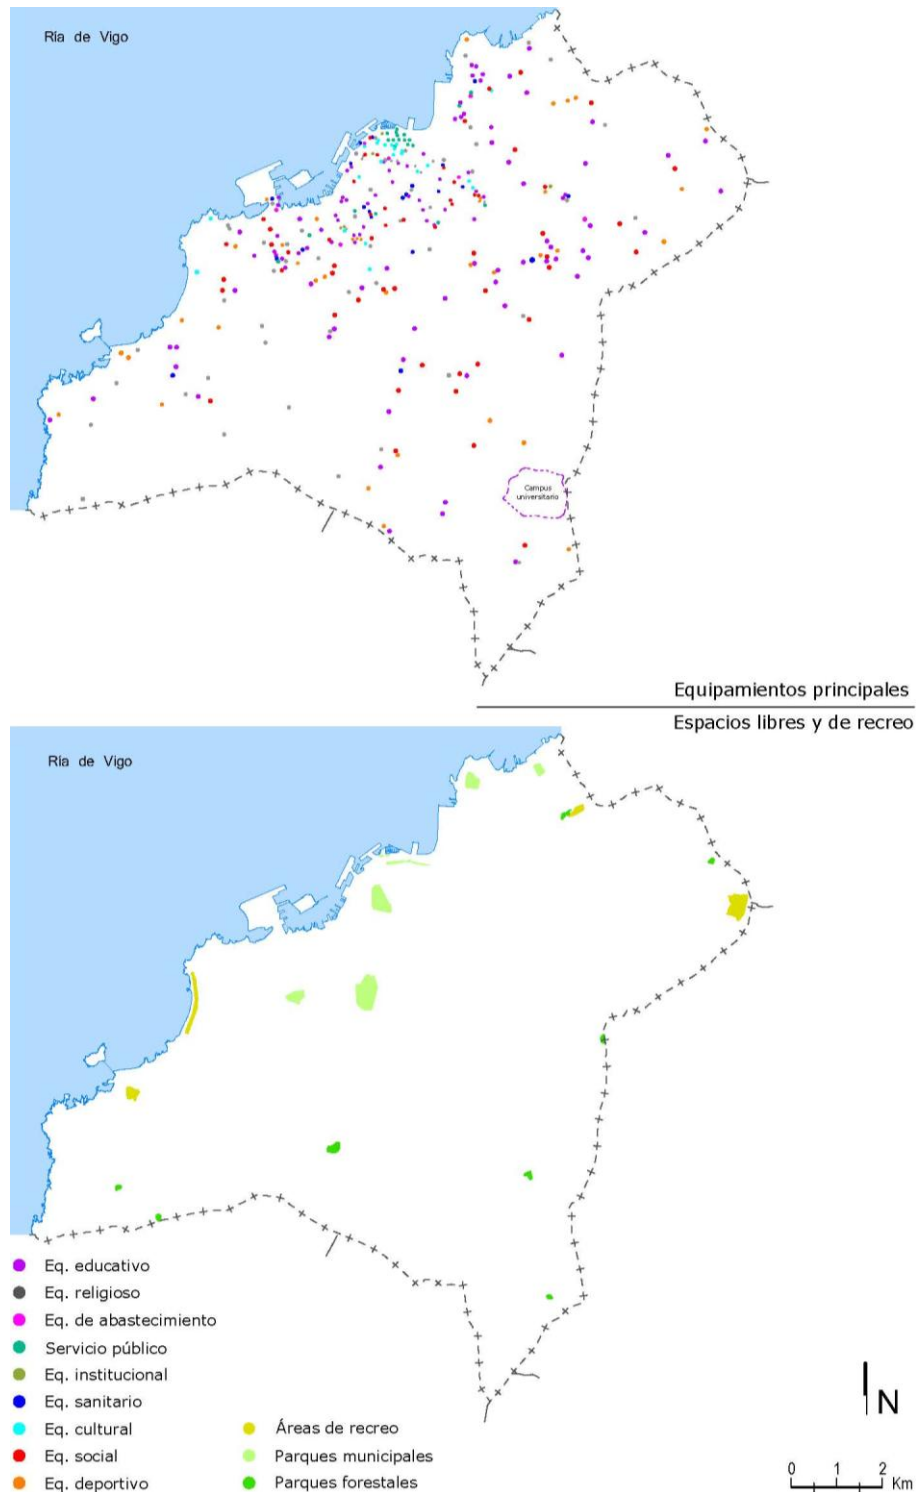 Ría de Vigo
Campus
universitario
Equipamientos principales
Espacios libres y de recreo
Ría de Vigo
Eq. educativo
Eq. religioso
Eq. de abastecimiento
Servicio público
Eq. institucional
Eq. sanitario
Eq. cultural
Eq. social
Eq. deportivo
Áreas de recreo
Parques municipales
Parques forestales
N
0 1 2
Km